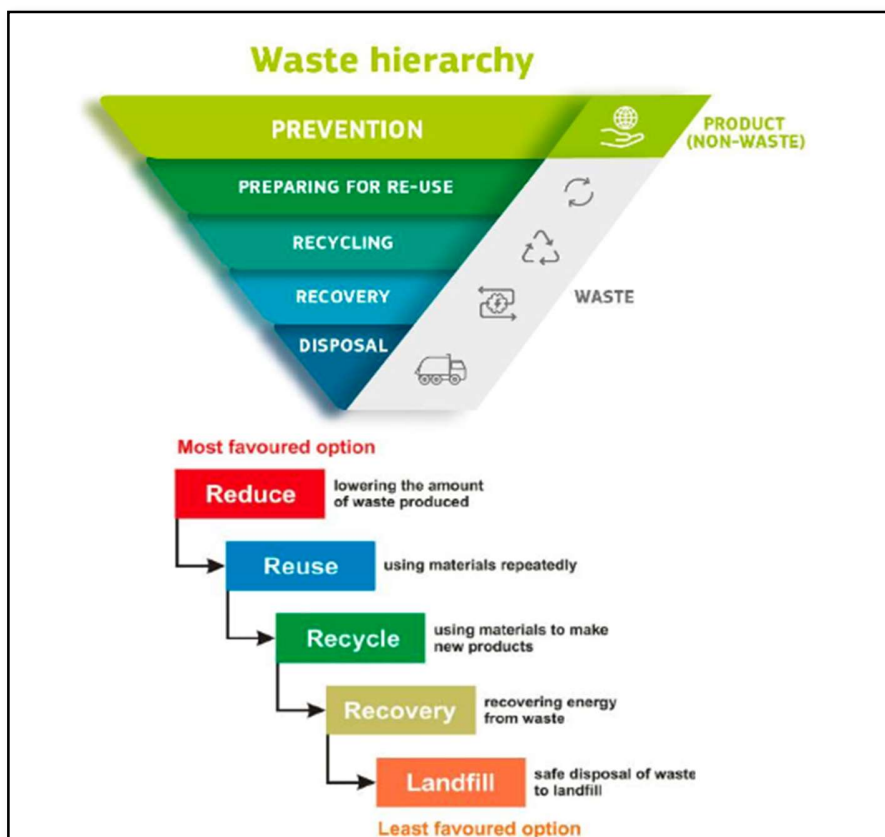 Waste hierarchy
PREVENTION
PRODUCT
(NON-WASTE)
PREPARING FOR RE-USE
RECYCLING
RECOVERY
WASTE
DISPOSAL
Most favoured option
Reduce
lowering the amount
of waste produced
Reuse
using materials repeatedly
Recycle
using materials to make
new products
Recovery
recovering energy
from waste
Landfill
safe disposal of waste
to landfill
Least favoured option